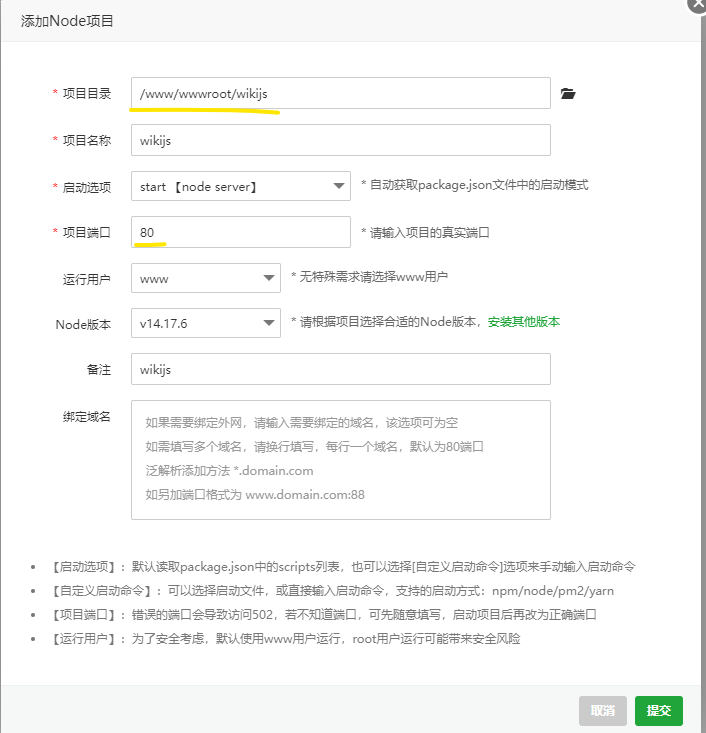 添加Node项目
* 项目目录 /www/wwwroot/wikijs
* 项目名称 wikijs
* 启动选项 start 【node server】 * 自动获取package.json文件中的启动模式
* 项目端口 80 * 请输入项目的真实端口
运行用户 www * 无特殊需求请选择www用户
Node版本 v14.17.6 * 请根据项目选择合适的Node版本，安装其他版本
备注 wikijs
绑定域名 如果需要绑定外网，请输入需要绑定的域名，该选项可为空
如需填写多个域名，请换行填写，每行一个域名，默认为80端口
泛解析添加方法 *.domain.com
如另加端口格式为 www.domain.com:88
• 【启动选项】：默认读取package.json中的scripts列表，也可以选择[自定义启动命令]选项来手动输入启动命令
• 【自定义启动命令】：可以选择启动文件，或直接输入启动命令，支持的启动方式：npm/node/pm2/yarn
• 【项目端口】：错误的端口会导致访问502，若不知道端口，可先随意填写，启动项目后再改为正确端口
• 【运行用户】：为了安全考虑，默认使用www用户运行，root用户运行可能带来安全风险
取消 提交